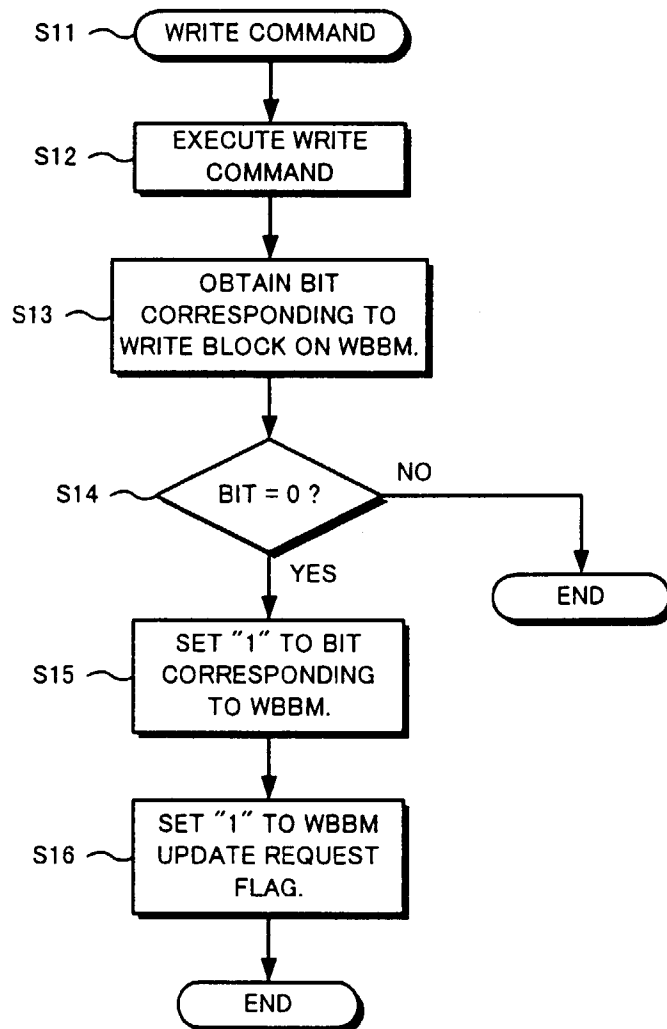 S11
WRITE COMMAND
S12
EXECUTE WRITE
COMMAND
S13
OBTAIN BIT
CORRESPONDING TO
WRITE BLOCK ON WBBM.
S14
BIT = 0 ?
NO
YES
END
S15
SET "1" TO BIT
CORRESPONDING
TO WBBM.
S16
SET "1" TO WBBM
UPDATE REQUEST
FLAG.
END